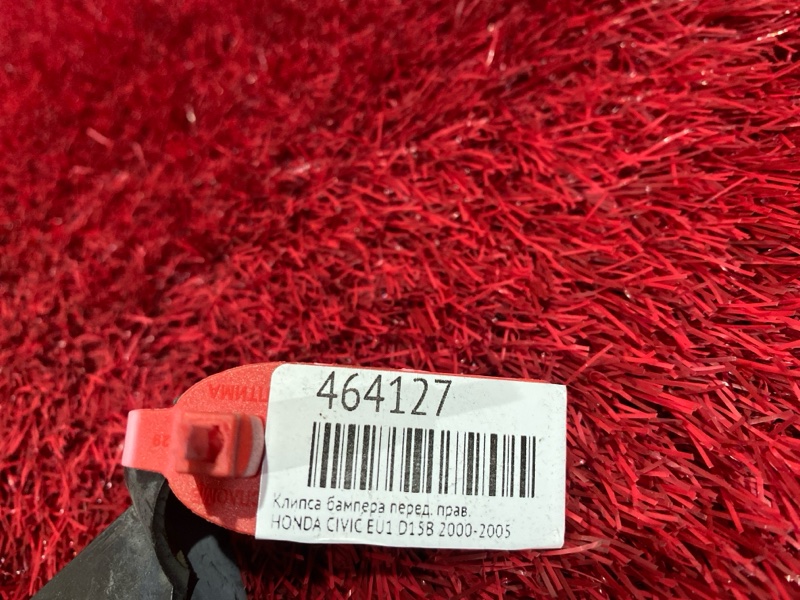 464127
Клипса бампера перед. прав.
HONDA CIVIC EU1 D15B 2000-2005